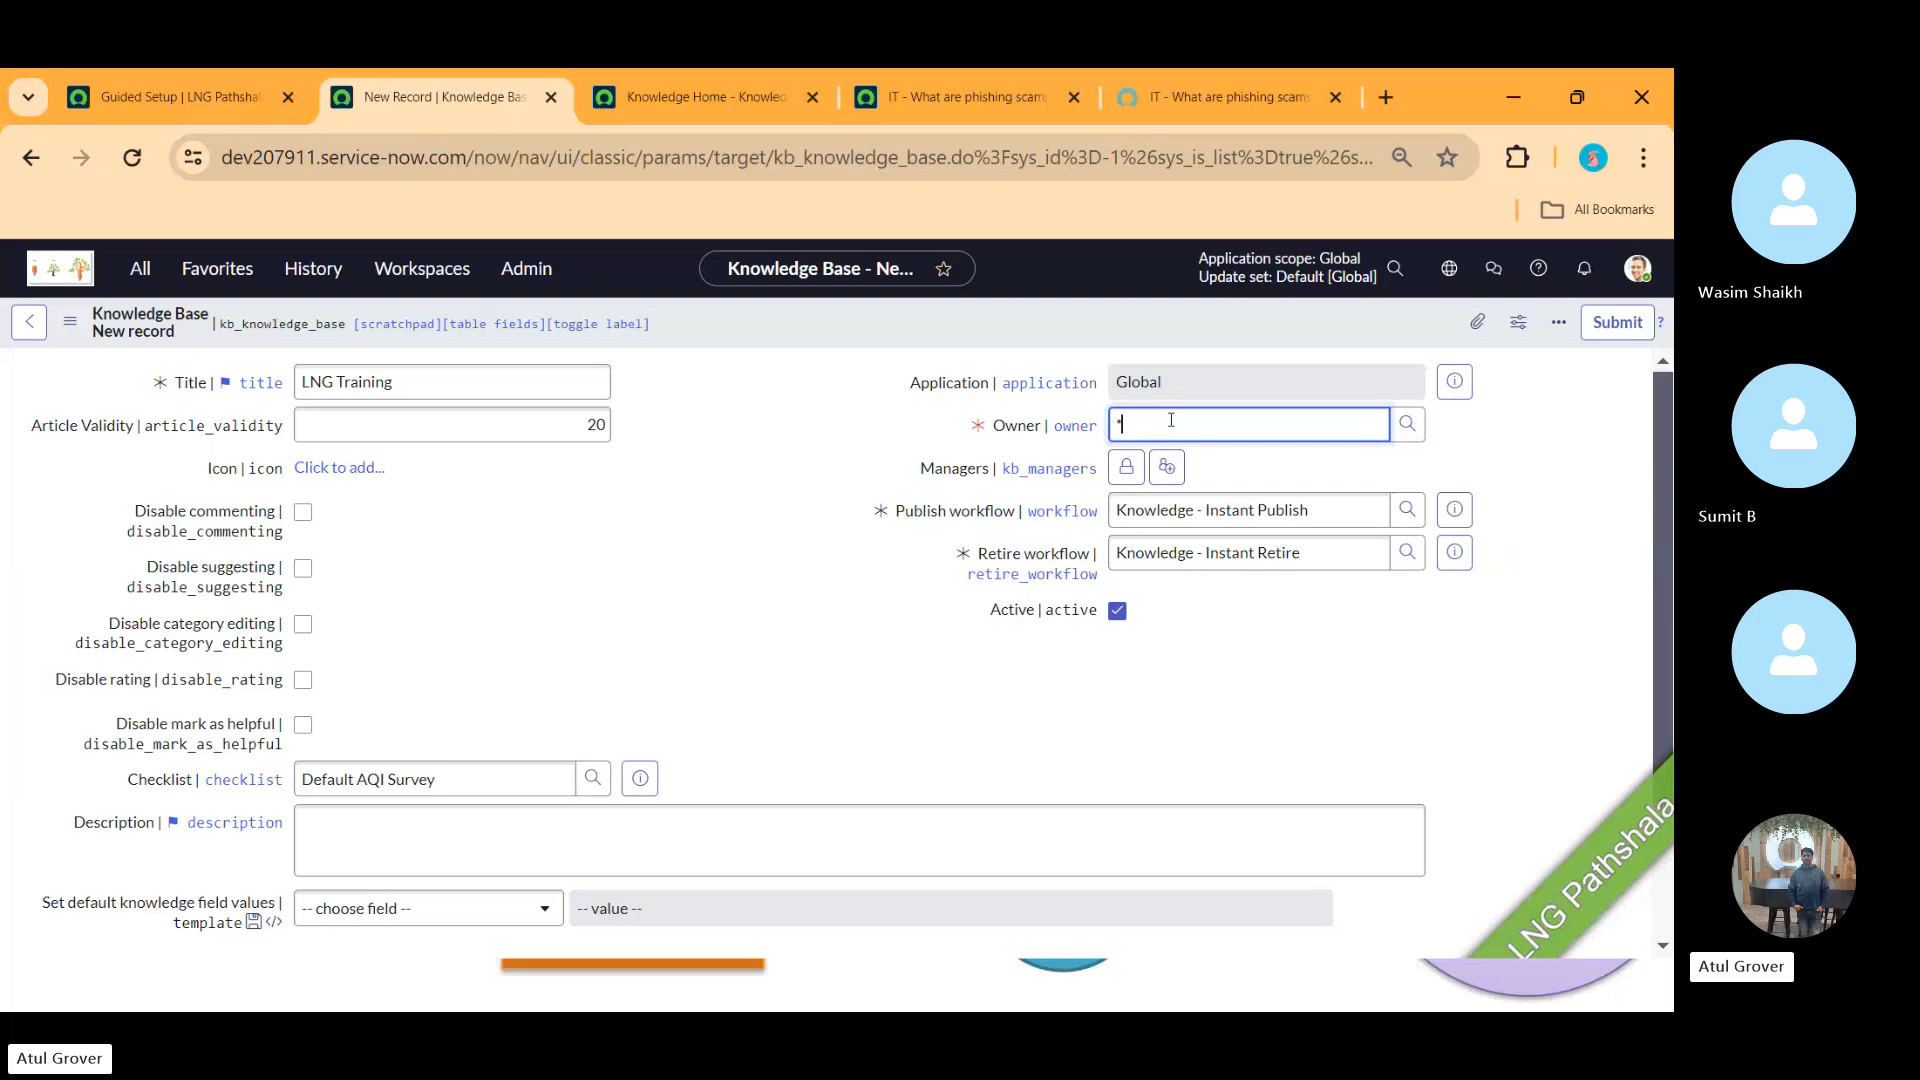 Guided Setup | LNG Pathshal
New Record | Knowledge Bas
Knowledge Home - Knowled
IT - What are phishing scams
IT - What are phishing scams
dev207911.service-now.com/now/nav/ui/classic/params/target/kb_knowledge_base.do%3Fsys_id%3D-1%26sys_is_list%3Dtrue%26s...
All Bookmarks
All
Favorites
History
Workspaces
Admin
Knowledge Base - Ne...
Application scope: Global
Update set: Default [Global]
Knowledge Base
New record
| kb_knowledge_base [scratchpad][table fields][toggle label]
Submit
?
Title | title
LNG Training
Application | application
Global
Article Validity | article_validity
20
Owner | owner
*
Icon | icon
Click to add...
Managers | kb_managers
Disable commenting |
disable_commenting
Publish workflow | workflow
Knowledge - Instant Publish
Disable suggesting |
disable_suggesting
Retire workflow |
retire_workflow
Knowledge - Instant Retire
Active | active
Disable category editing |
disable_category_editing
Disable rating | disable_rating
Disable mark as helpful |
disable_mark_as_helpful
Checklist | checklist
Default AQI Survey
Description | description
Set default knowledge field values |
template
-- choose field --
-- value --
LNG Pathshala
Wasim Shaikh
Sumit B
Atul Grover
Atul Grover